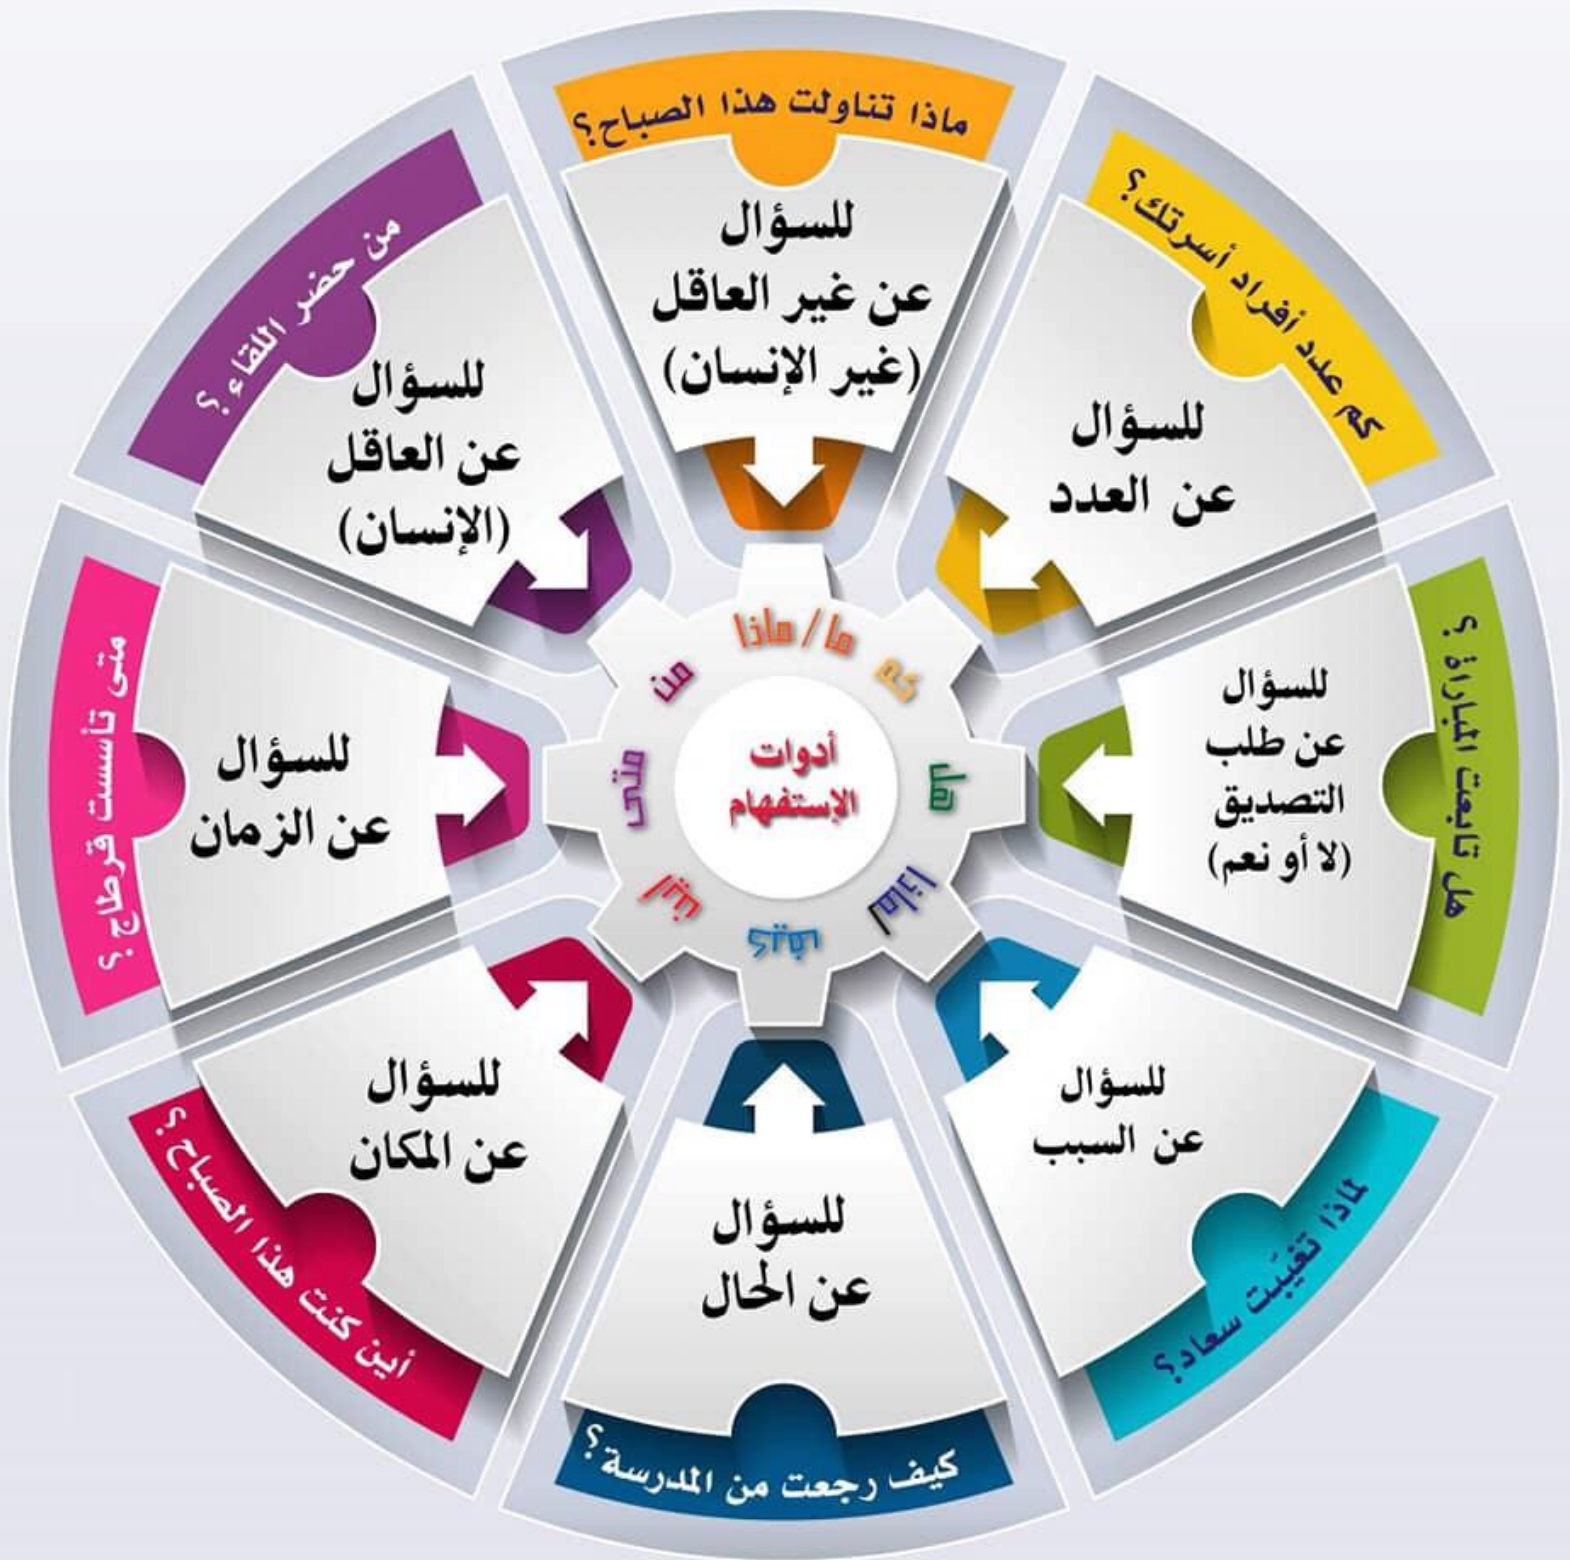 أدوات
الإستفهام
ما / ماذا
كم
هل
لماذا
كيف
أين
متى
من
ماذا تناولت هذا الصباح؟
للسؤال
عن غير العاقل
(غير الإنسان)
كم عدد أفراد أسرتك؟
للسؤال
عن العدد
هل تابعت المباراة ؟
للسؤال
عن طلب
التصديق
(لا أو نعم)
لماذا تغيّبت سعاد؟
للسؤال
عن السبب
كيف رجعت من المدرسة؟
للسؤال
عن الحال
أين كنت هذا الصباح ؟
للسؤال
عن المكان
متى تأسست قرطاج ؟
للسؤال
عن الزمان
من حضر اللقاء ؟
للسؤال
عن العاقل
(الإنسان)